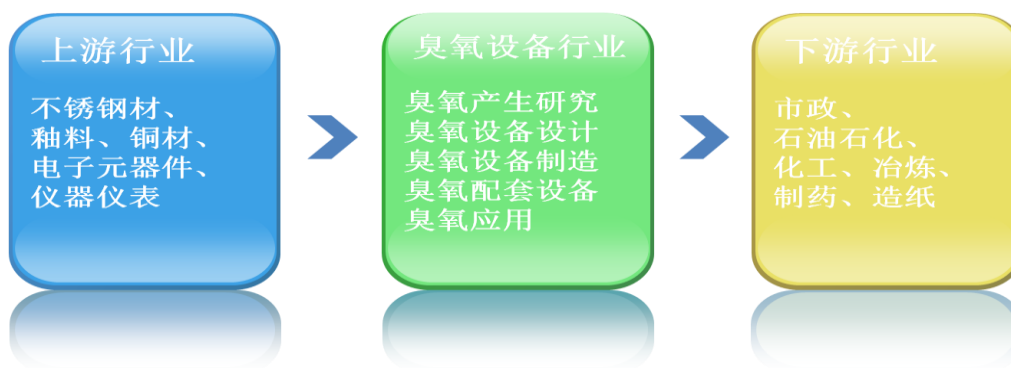 上游行业
不锈钢材、
釉料、铜材、
电子元器件、
仪器仪表
臭氧设备行业
臭氧产生研究
臭氧设备设计
臭氧设备制造
臭氧配套设备
臭氧应用
下游行业
市政、
石油石化、
化工、冶炼、
制药、造纸